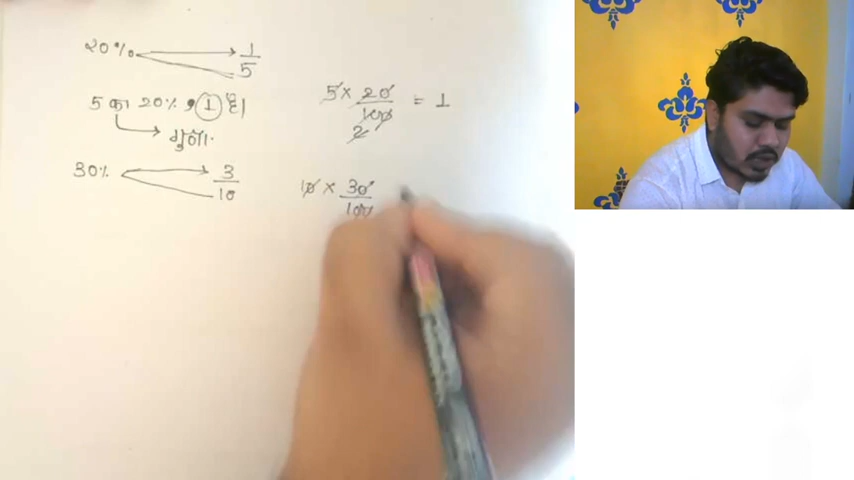 20% → 1/5
5 का 20% 1 है।
→ गुणा
5 × 20/100 = 1
2
30% → 3/10
10 × 30/100